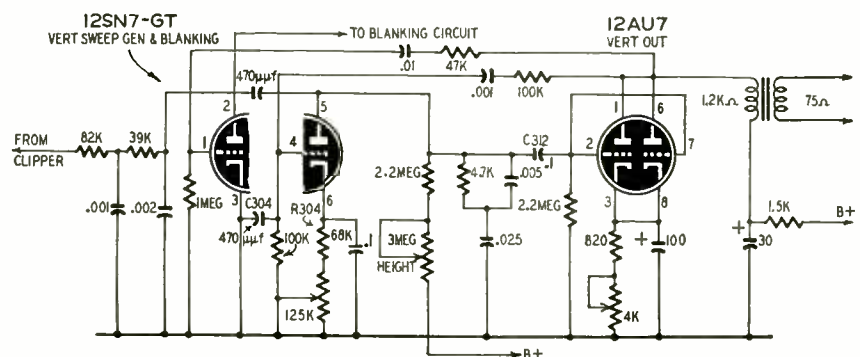 12SN7-GT
VERT SWEEP GEN & BLANKING
TO BLANKING CIRCUIT
12AU7
VERT OUT
.01
47K
.001
100K
470μμf
2
5
1
6
1.2KΩ
75Ω
FROM
CLIPPER
82K
39K
1
4
C312
.1
2
7
2.2MEG
4.7K
.005
3
C304
6
3
8
1.5K
B+
.001
.002
1MEG
470
μμf
100K
R304
68K
.1
3MEG
HEIGHT
.025
2.2MEG
820
+
100
+
30
125K
4K
B+